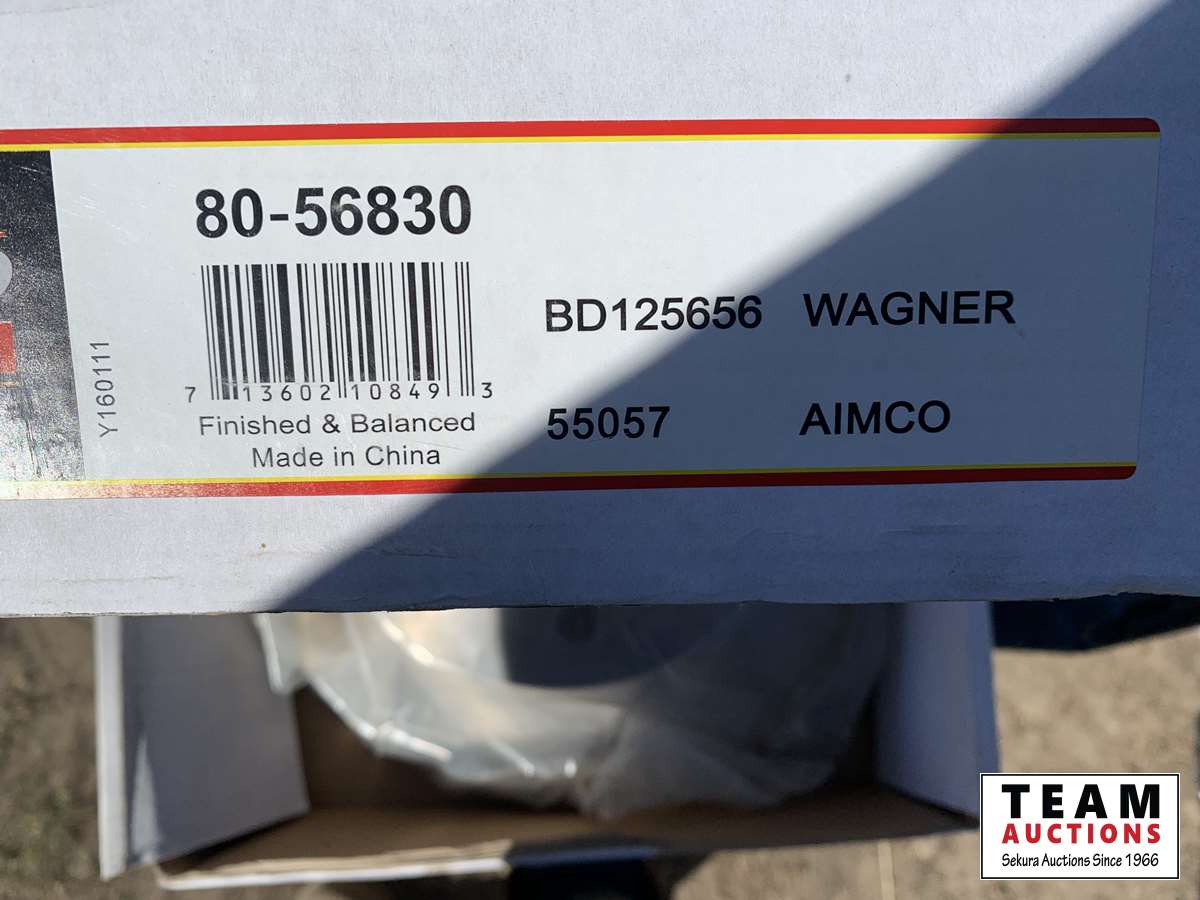 80-56830
7 13602 10849 3
Finished & Balanced
Made in China
Y160111
BD125656 WAGNER
55057 AIMCO
TEAM
AUCTIONS
Sekura Auctions Since 1966